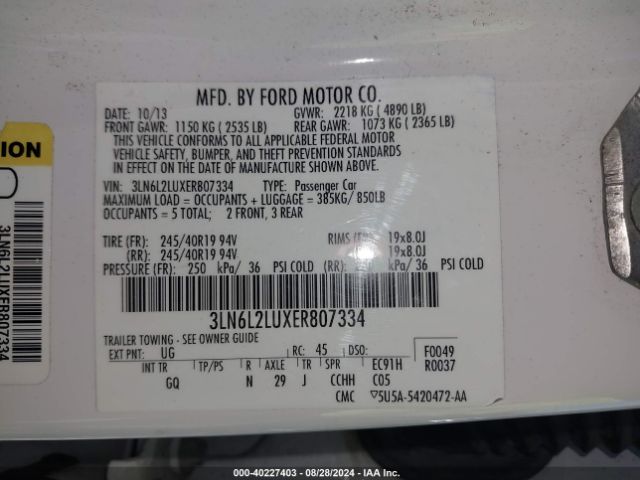 MFD. BY FORD MOTOR CO.
DATE: 10/13 GVWR: 2218 KG ( 4890 LB)
FRONT GAWR: 1150 KG ( 2535 LB) REAR GAWR: 1073 KG ( 2365 LB)
THIS VEHICLE CONFORMS TO ALL APPLICABLE FEDERAL MOTOR
VEHICLE SAFETY, BUMPER, AND THEFT PREVENTION STANDARDS
IN EFFECT ON THE DATE OF MANUFACTURE SHOWN ABOVE.
VIN: 3LN6L2LUXER807334 TYPE: Passenger Car
MAXIMUM LOAD = OCCUPANTS + LUGGAGE = 385KG/ 850LB
OCCUPANTS = 5 TOTAL; 2 FRONT, 3 REAR
TIRE (FR): 245/40R19 94V RIMS 19x8.0J
(RR): 245/40R19 94V 19x8.0J
PRESSURE (FR): 250 kPa/ 36 PSI COLD (RR): kPa/ 36 PSI COLD
3LN6L2LUXER807334
TRAILER TOWING - SEE OWNER GUIDE
EXT PNT: UG RC: 45 DSO: F0049
INT TR TP/PS R AXLE TR SPR EC91H R0037
GQ N 29 J CCHH C05
CMC ▽5U5A-5420472-AA
ION
3LN6L2LUXER807334
000-40227403 - 08/28/2024 - IAA Inc.